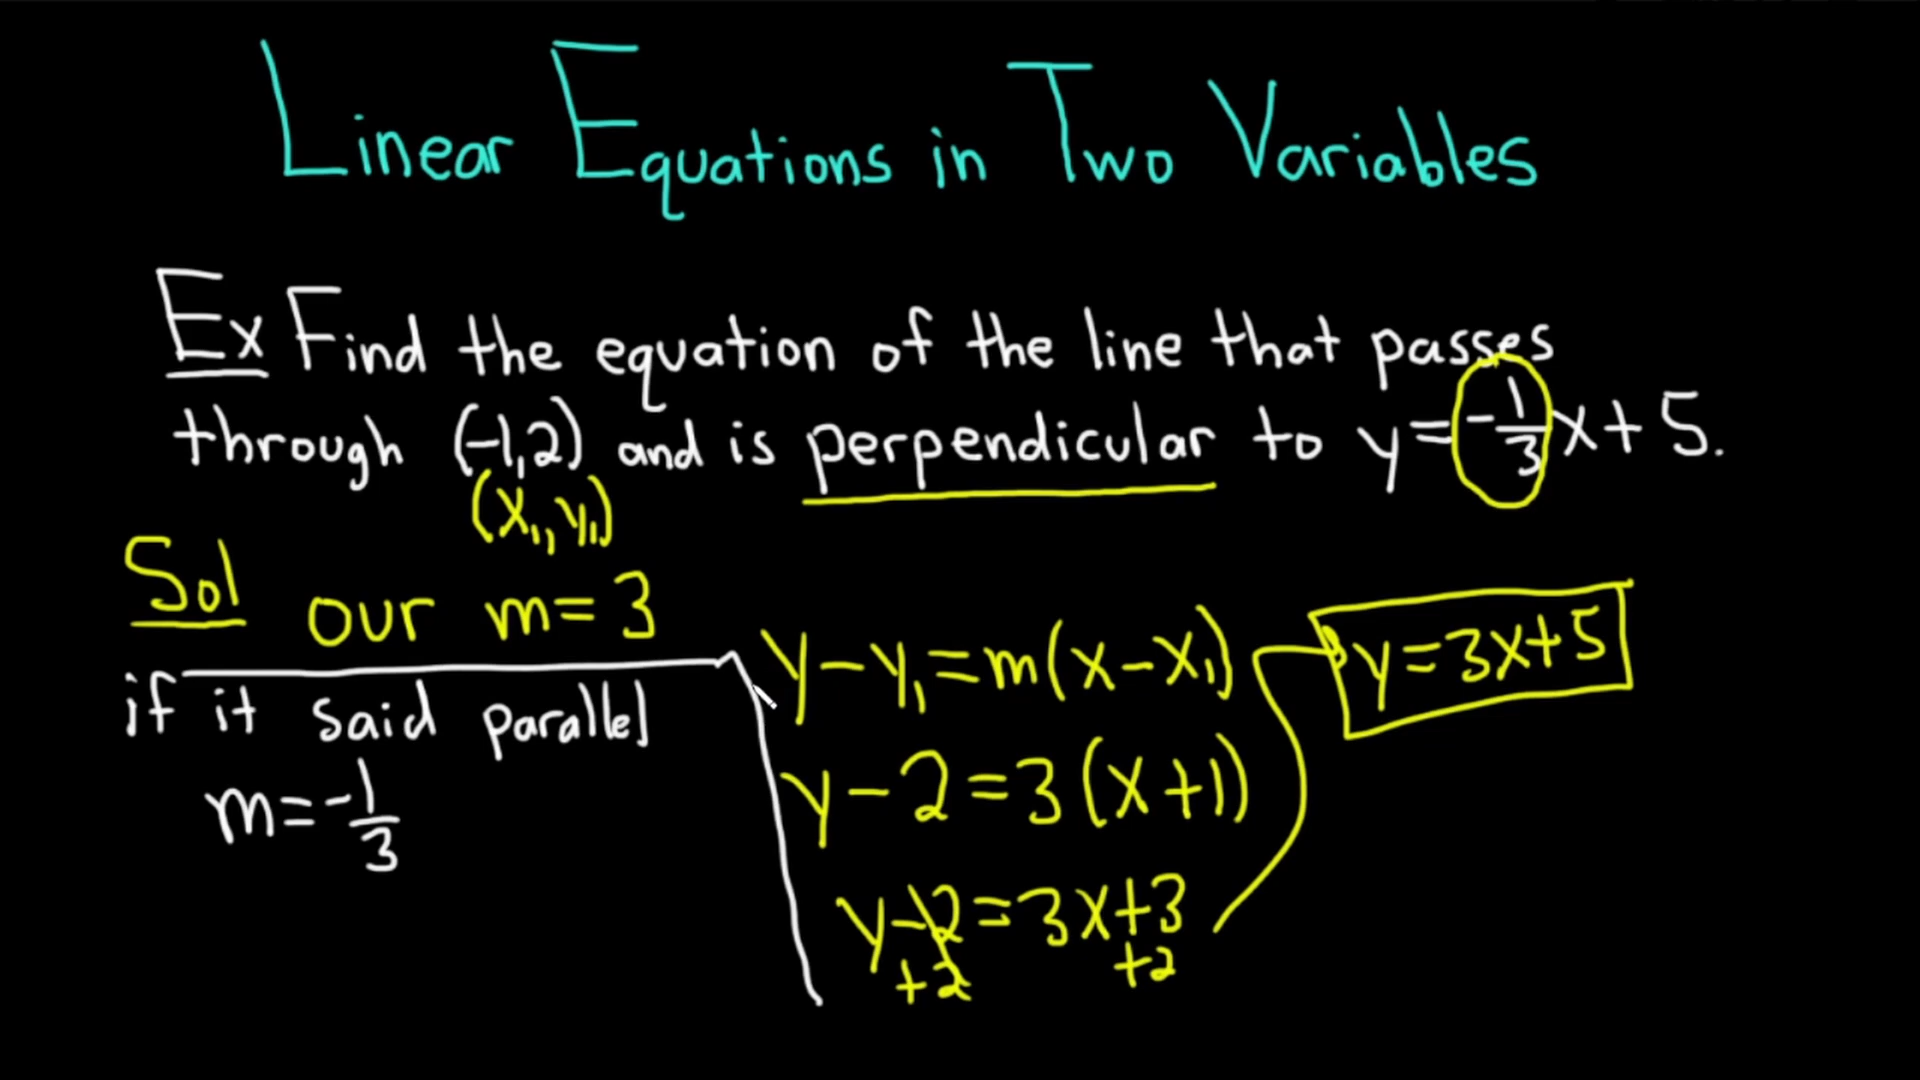 Linear Equations in Two Variables
Ex Find the equation of the line that passes
through (-1,2) and is perpendicular to y=-1/3x+5.
(x₁,y₁)
Sol our m=3
if it said parallel
m=-1/3
y-y₁=m(x-x₁)
y-2=3(x+1)
y-2=3x+3
+2 +2
y=3x+5